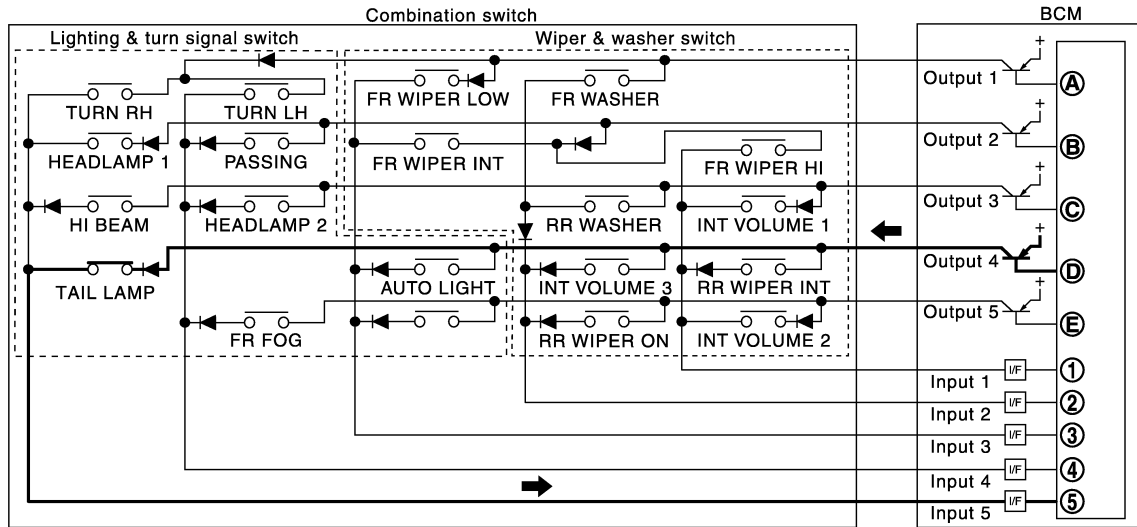 Combination switch
BCM
Lighting & turn signal switch
Wiper & washer switch
+
Output 1
A
TURN RH
TURN LH
FR WIPER LOW
FR WASHER
+
Output 2
B
HEADLAMP 1
PASSING
FR WIPER INT
FR WIPER HI
+
Output 3
C
HI BEAM
HEADLAMP 2
RR WASHER
INT VOLUME 1
+
Output 4
D
TAIL LAMP
AUTO LIGHT
INT VOLUME 3
RR WIPER INT
+
Output 5
E
FR FOG
RR WIPER ON
INT VOLUME 2
Input 1
I/F
1
Input 2
I/F
2
Input 3
I/F
3
Input 4
I/F
4
Input 5
I/F
5